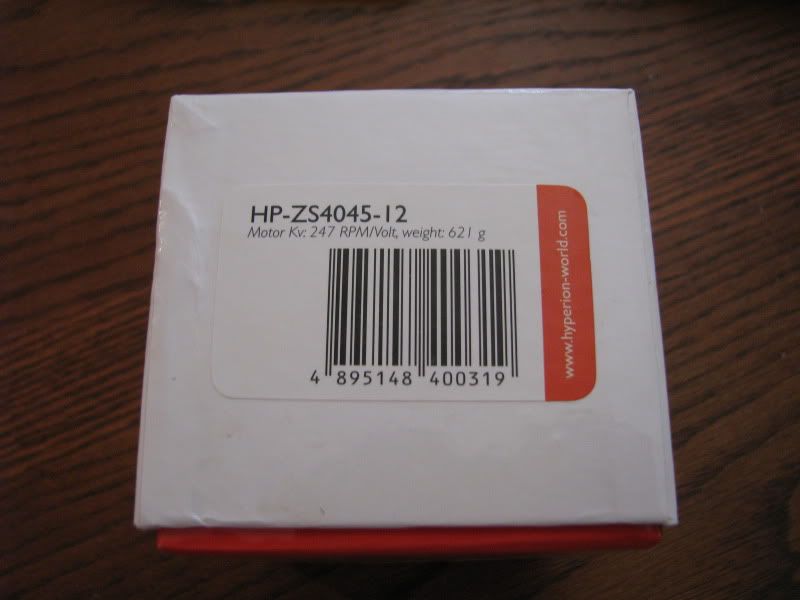 HP-ZS4045-12
Motor Kv: 247 RPM/Volt, weight: 621 g
4 895148 400319
www.hyperion-world.com